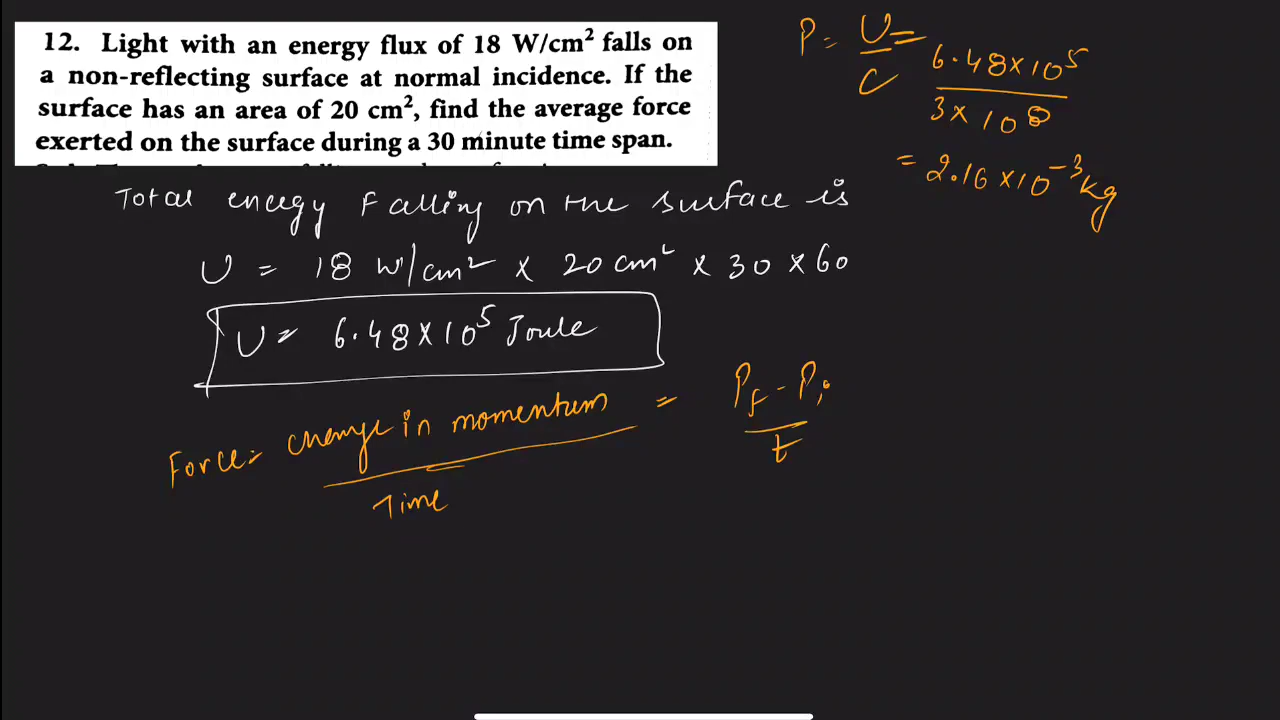 12. Light with an energy flux of 18 W/cm² falls on
a non-reflecting surface at normal incidence. If the
surface has an area of 20 cm², find the average force
exerted on the surface during a 30 minute time span.
P = U/C = 6.48×10⁵ / 3×10⁸
= 2.16×10⁻³ kg
Total energy falling on the surface is
U = 18 W/cm² × 20 cm² × 30 × 60
U = 6.48×10⁵ Joule
Force = change in momentum / Time = Pf - Pi / t